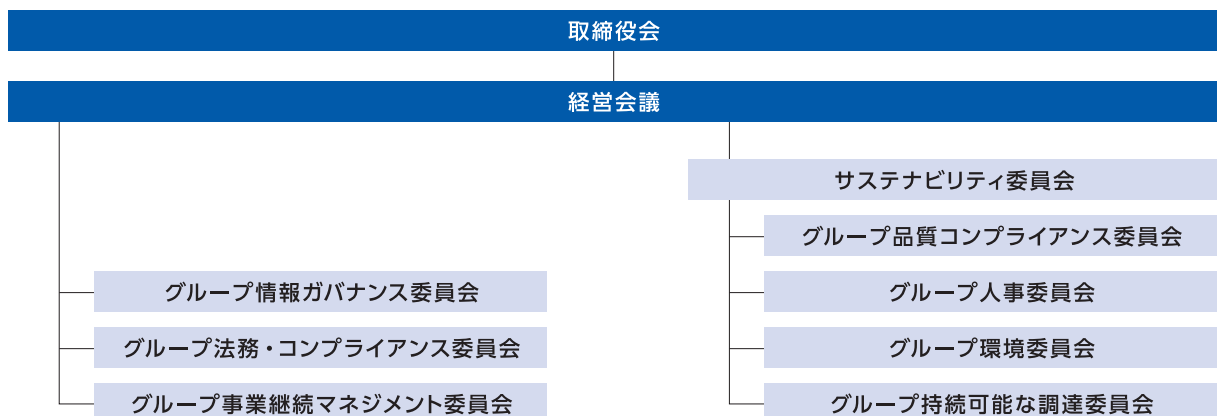 取締役会
経営会議
サステナビリティ委員会
グループ品質コンプライアンス委員会
グループ情報ガバナンス委員会
グループ人事委員会
グループ法務・コンプライアンス委員会
グループ環境委員会
グループ事業継続マネジメント委員会
グループ持続可能な調達委員会